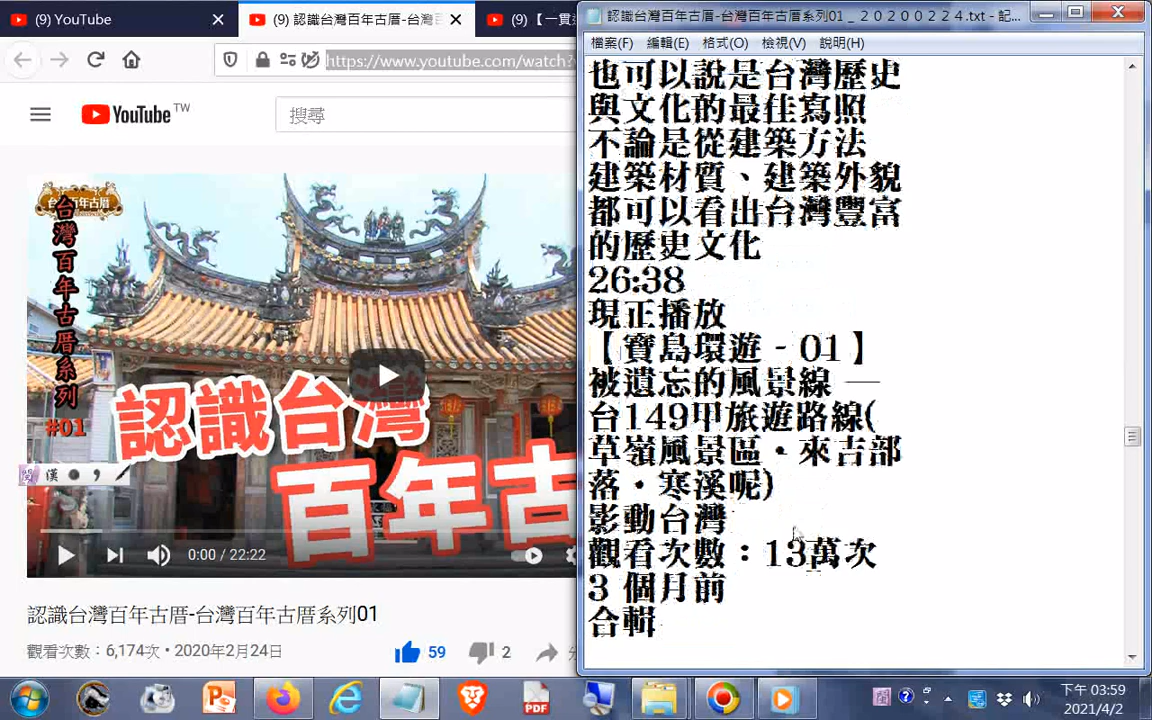 (9) YouTube
(9) 認識台灣百年古厝-台灣百
(9) 【一貫
認識台灣百年古厝-台灣百年古厝系列01 _ ２０２００２２４.txt - 記...
檔案(F) 編輯(E) 格式(O) 檢視(V) 說明(H)
https://www.youtube.com/watch?v
YouTube TW
搜尋
台灣百年古厝
台灣百年古厝系列
#01
認識台灣
百年古
漢
0:00 / 22:22
認識台灣百年古厝-台灣百年古厝系列01
觀看次數：6,174次 • 2020年2月24日
59
2
也可以說是台灣歷史
與文化的最佳寫照
不論是從建築方法
建築材質、建築外貌
都可以看出台灣豐富
的歷史文化
26:38
現正播放
【寶島環遊 - 01 】
被遺忘的風景線 —
台149甲旅遊路線(
草嶺風景區・來吉部
落・寒溪呢)
影動台灣
觀看次數：13萬次
3 個月前
合輯
PDF
下午 03:59
2021/4/2